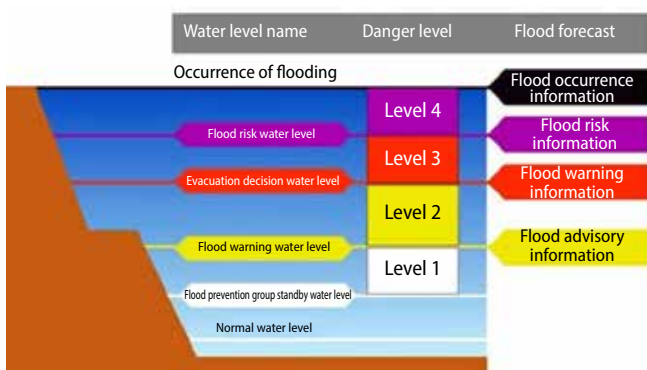 Water level name Danger level Flood forecast
Occurrence of flooding
Flood occurrence
information
Level 4
Flood risk water level
Flood risk
information
Level 3
Evacuation decision water level
Flood warning
information
Level 2
Flood warning water level
Flood advisory
information
Level 1
Flood prevention group standby water level
Normal water level